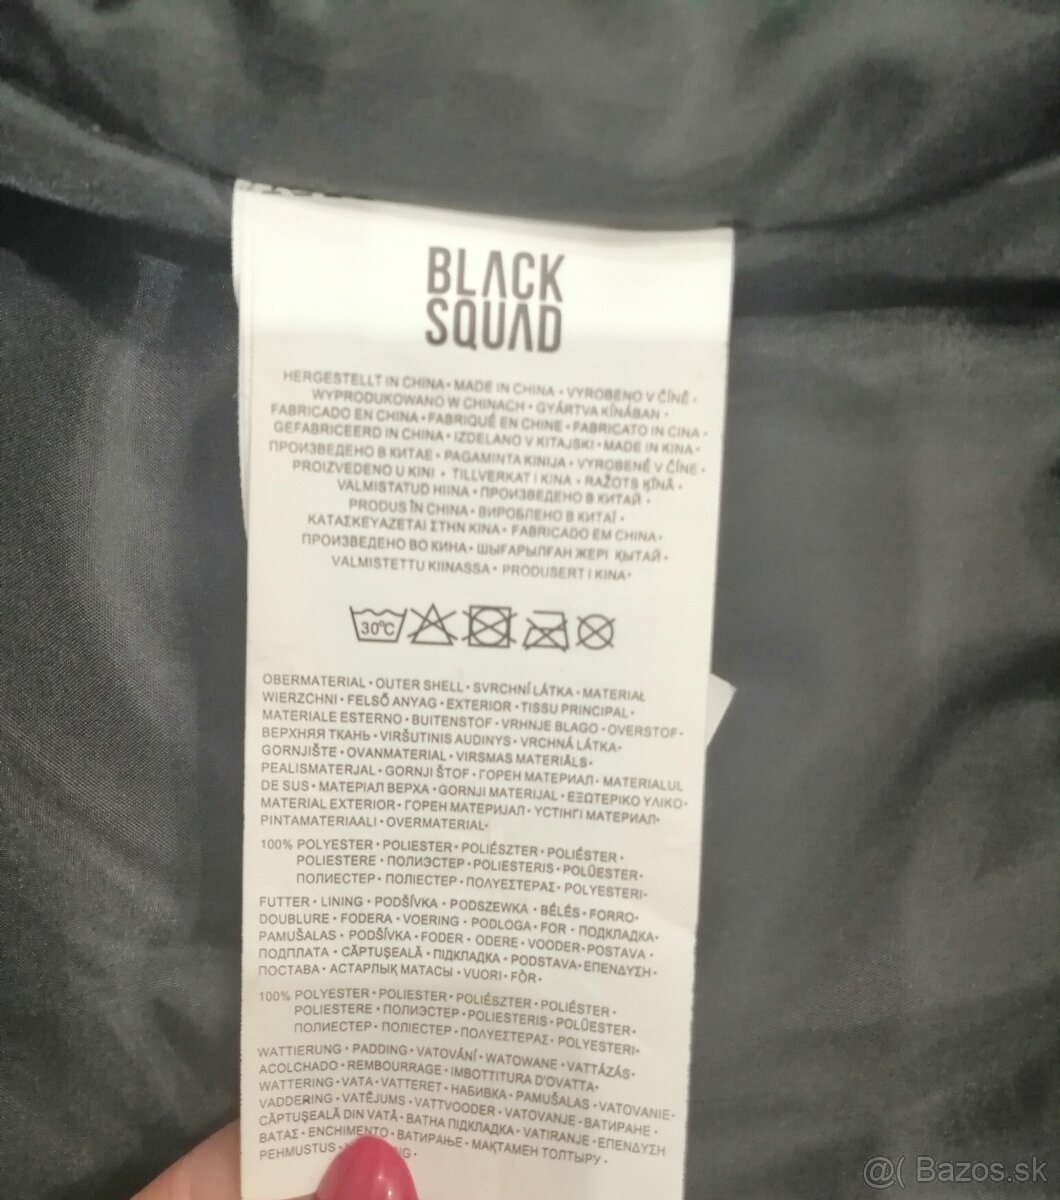 BLACK
SQUAD
HERGESTELLT IN CHINA • MADE IN CHINA • VYROBENO V ČÍNĚ •
WYPRODUKOWANO W CHINACH • GYÁRTVA KÍNÁBAN •
FABRICADO EN CHINA • FABRIQUÉ EN CHINE • FABRICATO IN CINA •
GEFABRICEERD IN CHINA • IZDELANO V KITAJSKI • MADE IN KINA •
ПРОИЗВЕДЕНО В КИТАЕ • PAGAMINTA KINIJA • VYROBENÉ V ČÍNE •
PROIZVEDENO U KINI • TILLVERKAT I KINA • RAŽOTS ĶĪNĀ •
VALMISTATUD HIINA • ПРОИЗВЕДЕНО В КИТАЙ •
PRODUS ÎN CHINA • ВИРОБЛЕНО В КИТАЇ •
ΚΑΤΑΣΚΕΥΑΖΕΤΑΙ ΣΤΗΝ ΚΙΝΑ • FABRICADO EM CHINA •
ПРОИЗВЕДЕНО ВО КИНА • ШЫҒАРЫЛҒАН ЖЕРІ ҚЫТАЙ •
VALMISTETTU KIINASSA • PRODUSERT I KINA •
30°C
OBERMATERIAL • OUTER SHELL • SVRCHNÍ LÁTKA • MATERIAŁ
WIERZCHNI • FELSŐ ANYAG • EXTERIOR • TISSU PRINCIPAL •
MATERIALE ESTERNO • BUITENSTOF • VRHNJE BLAGO • OVERSTOF •
ВЕРХНЯЯ ТКАНЬ • VIRŠUTINIS AUDINYS • VRCHNÁ LÁTKA •
GORNJIŠTE • OVANMATERIAL • VIRSMAS MATERIĀLS •
PEALISMATERJAL • GORNJI ŠTOF • ГОРЕН МАТЕРИАЛ • MATERIALUL
DE SUS • МАТЕРІАЛ ВЕРХА • GORNJI MATERIJAL • ΕΞΩΤΕΡΙΚΟ ΥΛΙΚΟ •
MATERIAL EXTERIOR • ГОРЕН МАТЕРИЈАЛ • ҮСТІНГІ МАТЕРИАЛ •
PINTAMATERIAALI • OVERMATERIAL •
100% POLYESTER • POLIESTER • POLIÉSZTER • POLIÉSTER •
POLIESTERE • ПОЛИЭСТЕР • POLIESTERIS • POLÜESTER •
ПОЛИЕСТЕР • ПОЛІЕСТЕР • ΠΟΛΥΕΣΤΕΡΑΣ • POLYESTERI •
FUTTER • LINING • PODŠÍVKA • PODSZEWKA • BÉLÉS • FORRO •
DOUBLURE • FODERA • VOERING • PODLOGA • FOR • ПОДКЛАДКА •
PAMUŠALAS • PODŠÍVKA • FODER • ODERE • VOODER • POSTAVA •
ПОДПЛАТА • CĂPTUŞEALĂ • ПІДКЛАДКА • PODSTAVA • ΕΠΕΝΔΥΣΗ •
ПОСТАВА • АСТАРЛЫҚ МАТАСЫ • VUORI • FÔR •
100% POLYESTER • POLIESTER • POLIÉSZTER • POLIÉSTER •
POLIESTERE • ПОЛИЭСТЕР • POLIESTERIS • POLÜESTER •
ПОЛИЕСТЕР • ПОЛІЕСТЕР • ΠΟΛΥΕΣΤΕΡΑΣ • POLYESTERI •
WATTIERUNG • PADDING • VATOVÁNÍ • WATOWANE • VATTÁZÁS •
ACOLCHADO • REMBOURRAGE • IMBOTTITURA D'OVATTA •
WATTERING • VATA • VATTERET • НАБИВКА • PAMUŠALAS • VATOVANIE •
VADDERING • VATĒJUMS • VATTVOODER • VATOVANJE • ВАТИРАНЕ •
CĂPTUŞEALĂ DIN VATĂ • ВАТНА ПІДКЛАДКА • VATIRANJE • ΕΠΕΝΔΥΣΗ
ΒΑΤΑΣ • ENCHIMENTO • ВАТИРАЊЕ • МАҚТАМЕН ТОЛТЫРУ •
PEHMUSTUS •
@( Bazos.sk